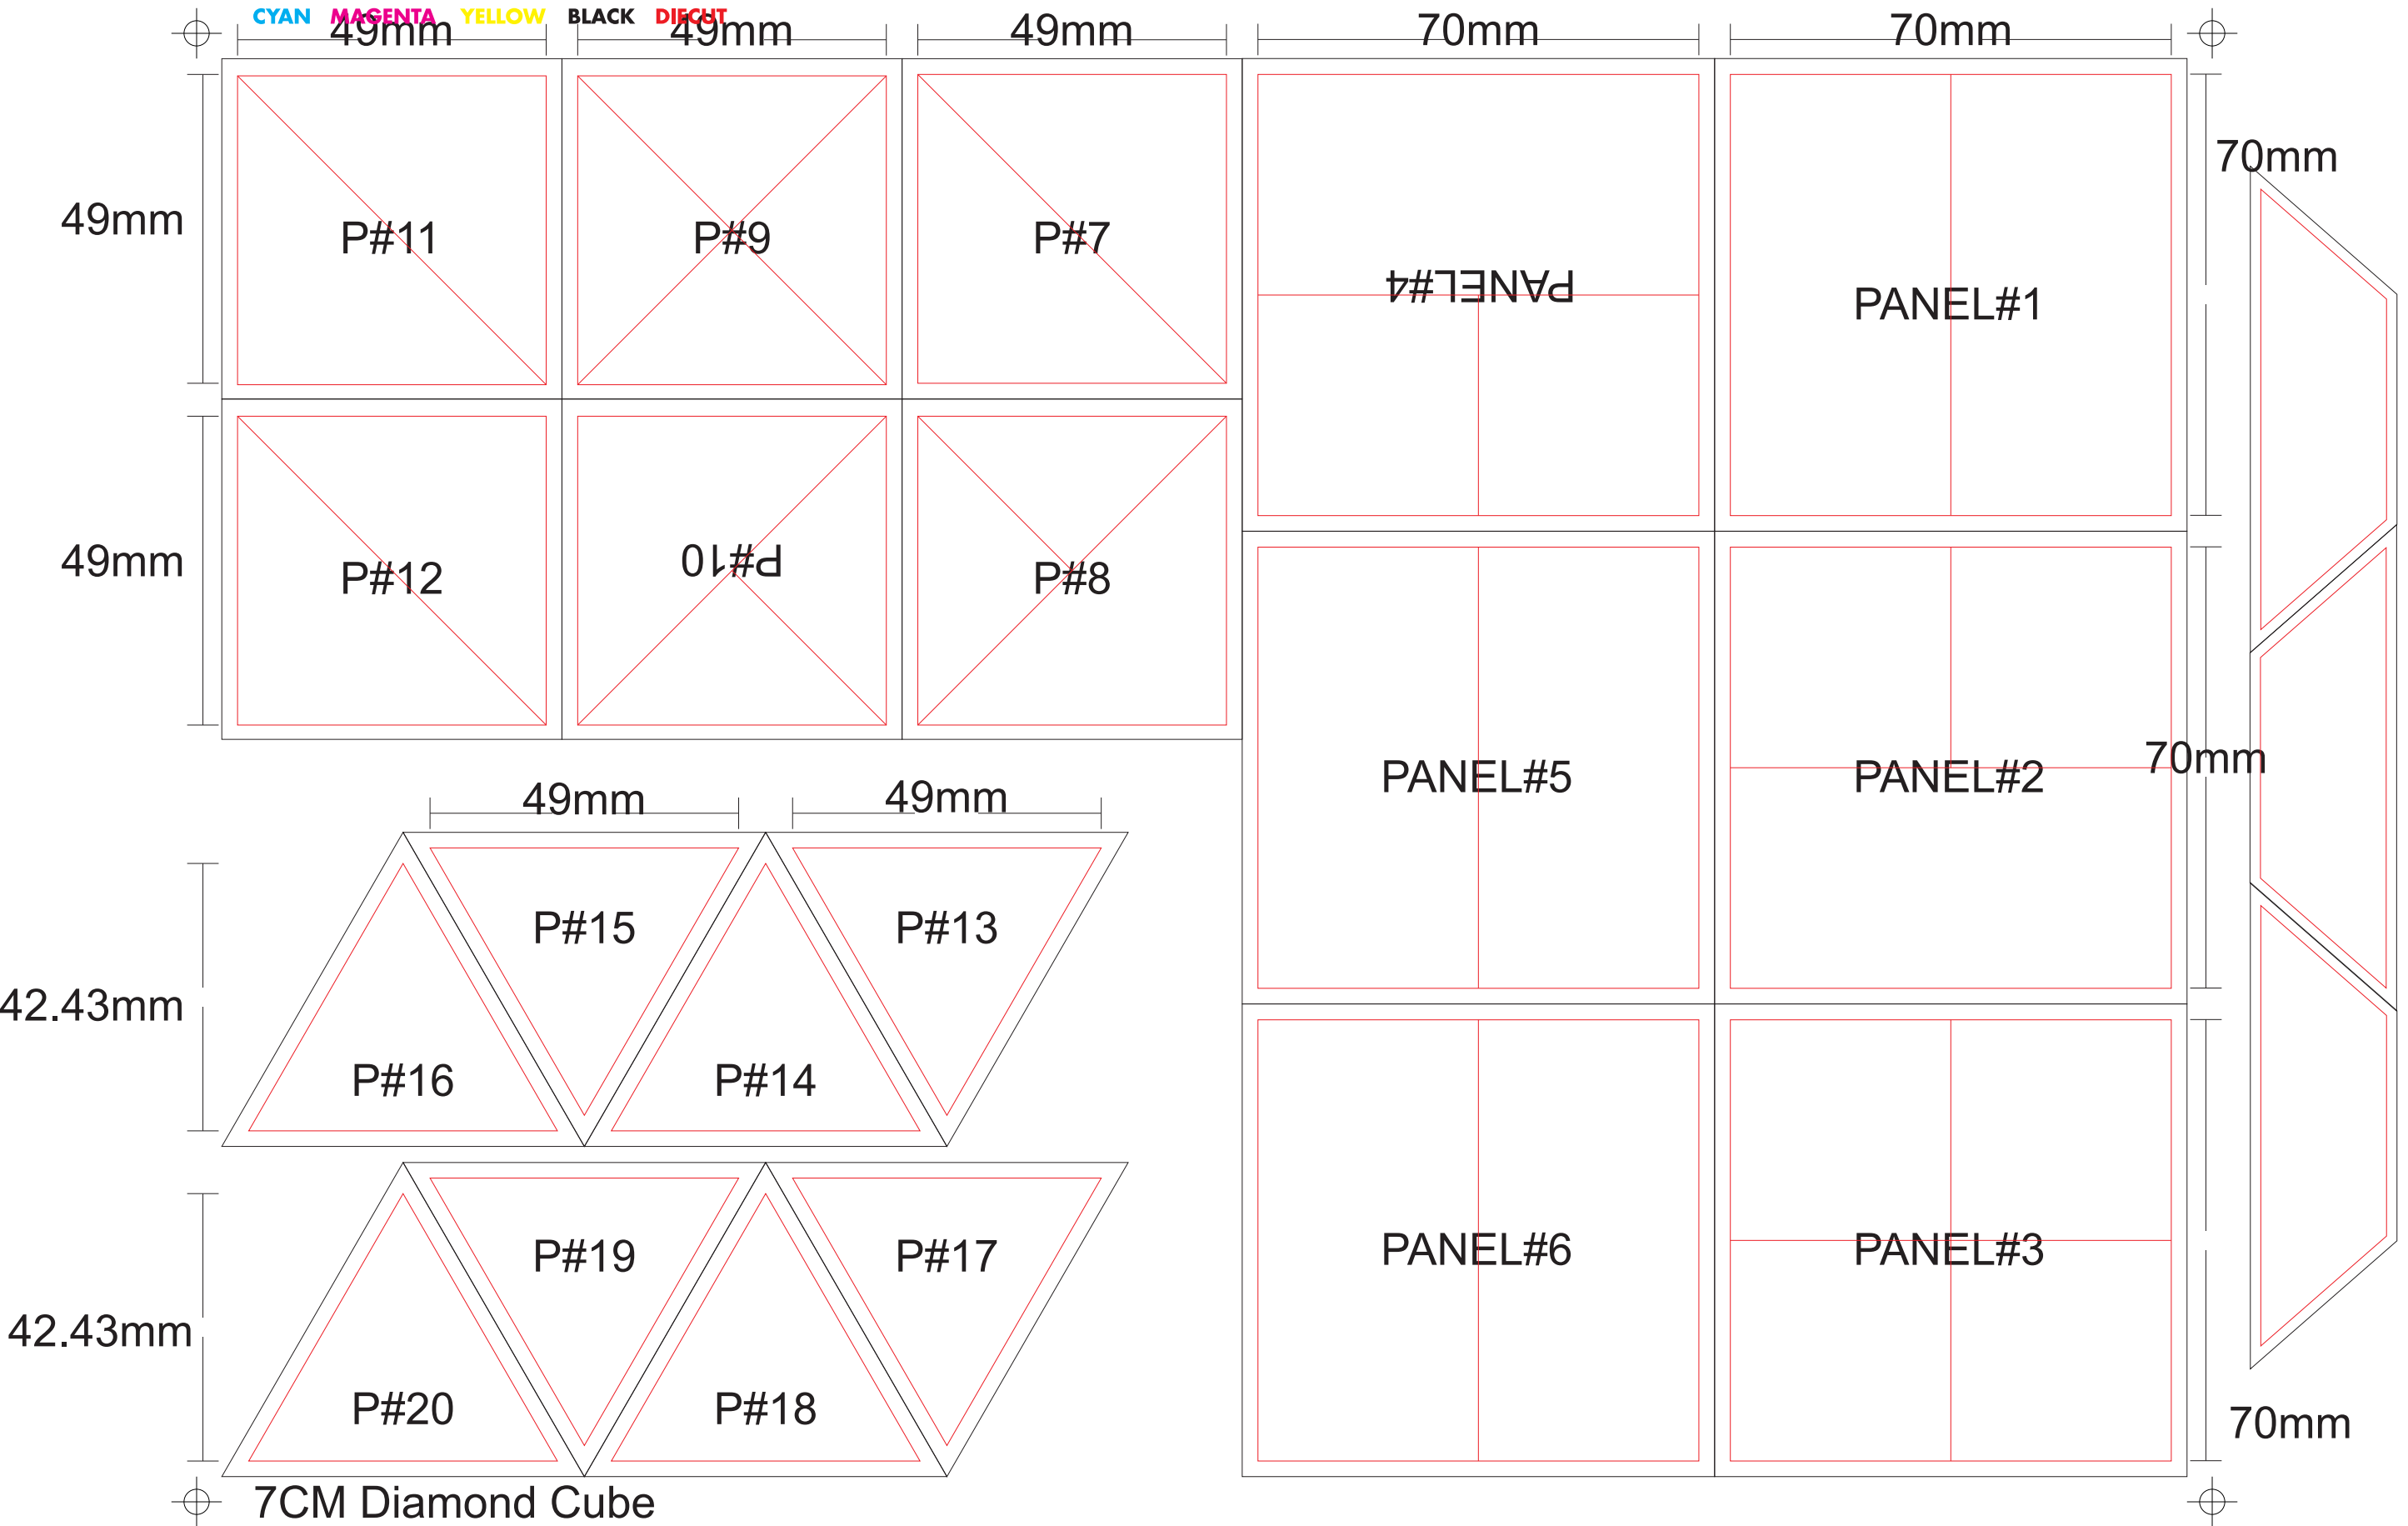 CYAN MAGENTA YELLOW BLACK DIECUT
49mm 49mm 49mm 70mm 70mm
70mm
49mm P#11 P#9 P#7
PANEL#4 PANEL#1
49mm P#12 P#10 P#8
PANEL#5 PANEL#2 70mm
49mm 49mm
P#15 P#13
42.43mm
P#16 P#14
P#19 P#17
PANEL#6 PANEL#3
42.43mm
P#20 P#18
70mm
7CM Diamond Cube